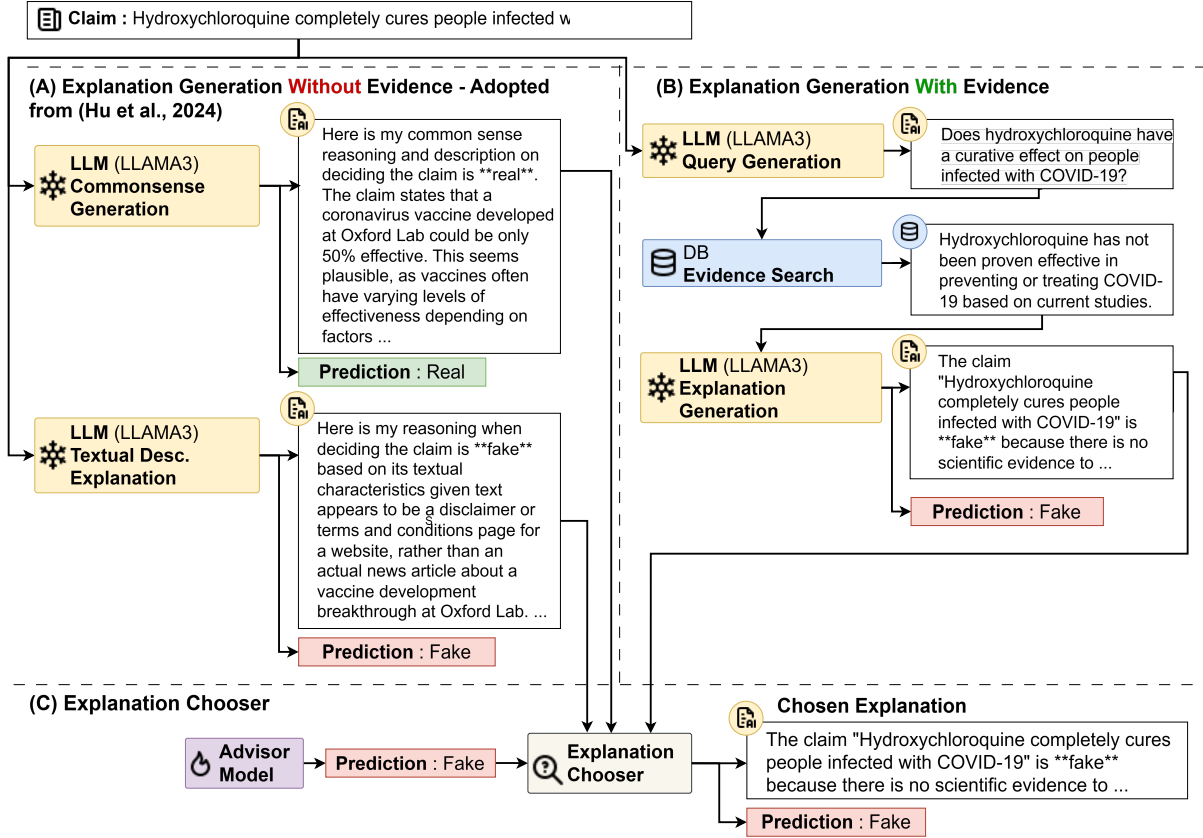 Claim : Hydroxychloroquine completely cures people infected w
(A) Explanation Generation Without Evidence - Adopted
from (Hu et al., 2024)
LLM (LLAMA3)
Commonsense
Generation
AI
Here is my common sense
reasoning and description on
deciding the claim is **real**.
The claim states that a
coronavirus vaccine developed
at Oxford Lab could be only
50% effective. This seems
plausible, as vaccines often
have varying levels of
effectiveness depending on
factors ...
Prediction : Real
LLM (LLAMA3)
Textual Desc.
Explanation
AI
Here is my reasoning when
deciding the claim is **fake**
based on its textual
characteristics given text
appears to be a disclaimer or
terms and conditions page for
a website, rather than an
actual news article about a
vaccine development
breakthrough at Oxford Lab. ...
§
Prediction : Fake
(B) Explanation Generation With Evidence
LLM (LLAMA3)
Query Generation
AI
Does hydroxychloroquine have
a curative effect on people
infected with COVID-19?
DB
Evidence Search
Hydroxychloroquine has not
been proven effective in
preventing or treating COVID-
19 based on current studies.
LLM (LLAMA3)
Explanation
Generation
AI
The claim
"Hydroxychloroquine
completely cures people
infected with COVID-19" is
**fake** because there is no
scientific evidence to ...
Prediction : Fake
(C) Explanation Chooser
Advisor
Model
Prediction : Fake
Explanation
Chooser
Chosen Explanation
AI
The claim "Hydroxychloroquine completely cures
people infected with COVID-19" is **fake**
because there is no scientific evidence to ...
Prediction : Fake